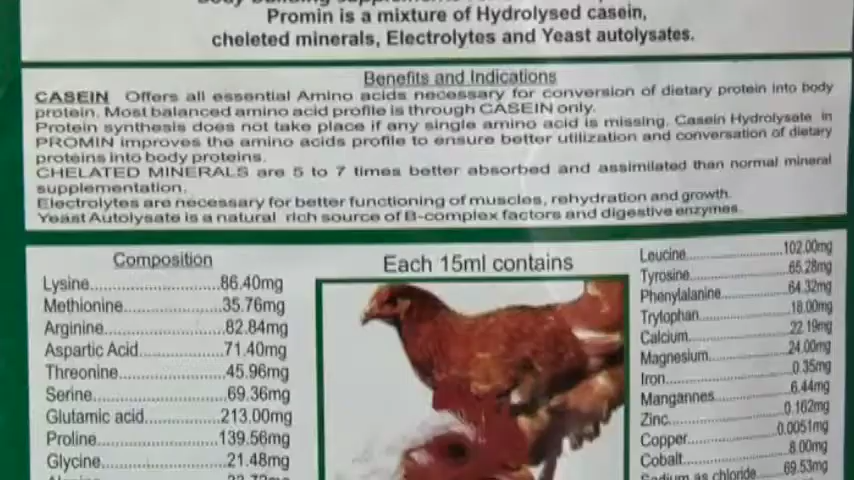 Promin is a mixture of Hydrolysed casein,
cheleted minerals, Electrolytes and Yeast autolysates.
Benefits and Indications
CASEIN Offers all essential Amino acids necessary for conversion of dietary protein into body
protein. Most balanced amino acid profile is through CASEIN only.
Protein synthesis does not take place if any single amino acid is missing. Casein Hydrolysate in
PROMIN improves the amino acids profile to ensure better utilization and conversation of dietary
proteins into body proteins.
CHELATED MINERALS are 5 to 7 times better absorbed and assimilated than normal mineral
supplementation.
Electrolytes are necessary for better functioning of muscles, rehydration and growth.
Yeast Autolysate is a natural rich source of B-complex factors and digestive enzymes.
Composition
Each 15ml contains
Lysine..............................86.40mg
Methionine.......................35.76mg
Arginine...........................82.84mg
Aspartic Acid...................71.40mg
Threonine........................45.96mg
Serine..............................69.36mg
Glutamic acid................213.00mg
Proline...........................139.56mg
Glycine............................21.48mg
Leucine............................102.00mg
Tyrosine............................65.28mg
Phenylalanine..................64.32mg
Trylophan.........................18.00mg
Calcium............................22.19mg
Magnesium.......................24.00mg
Iron.....................................0.35mg
Mangannes........................6.44mg
Zinc...................................0.162mg
Copper............................0.0051mg
Cobalt................................8.00mg
Sodium as chloride........69.53mg